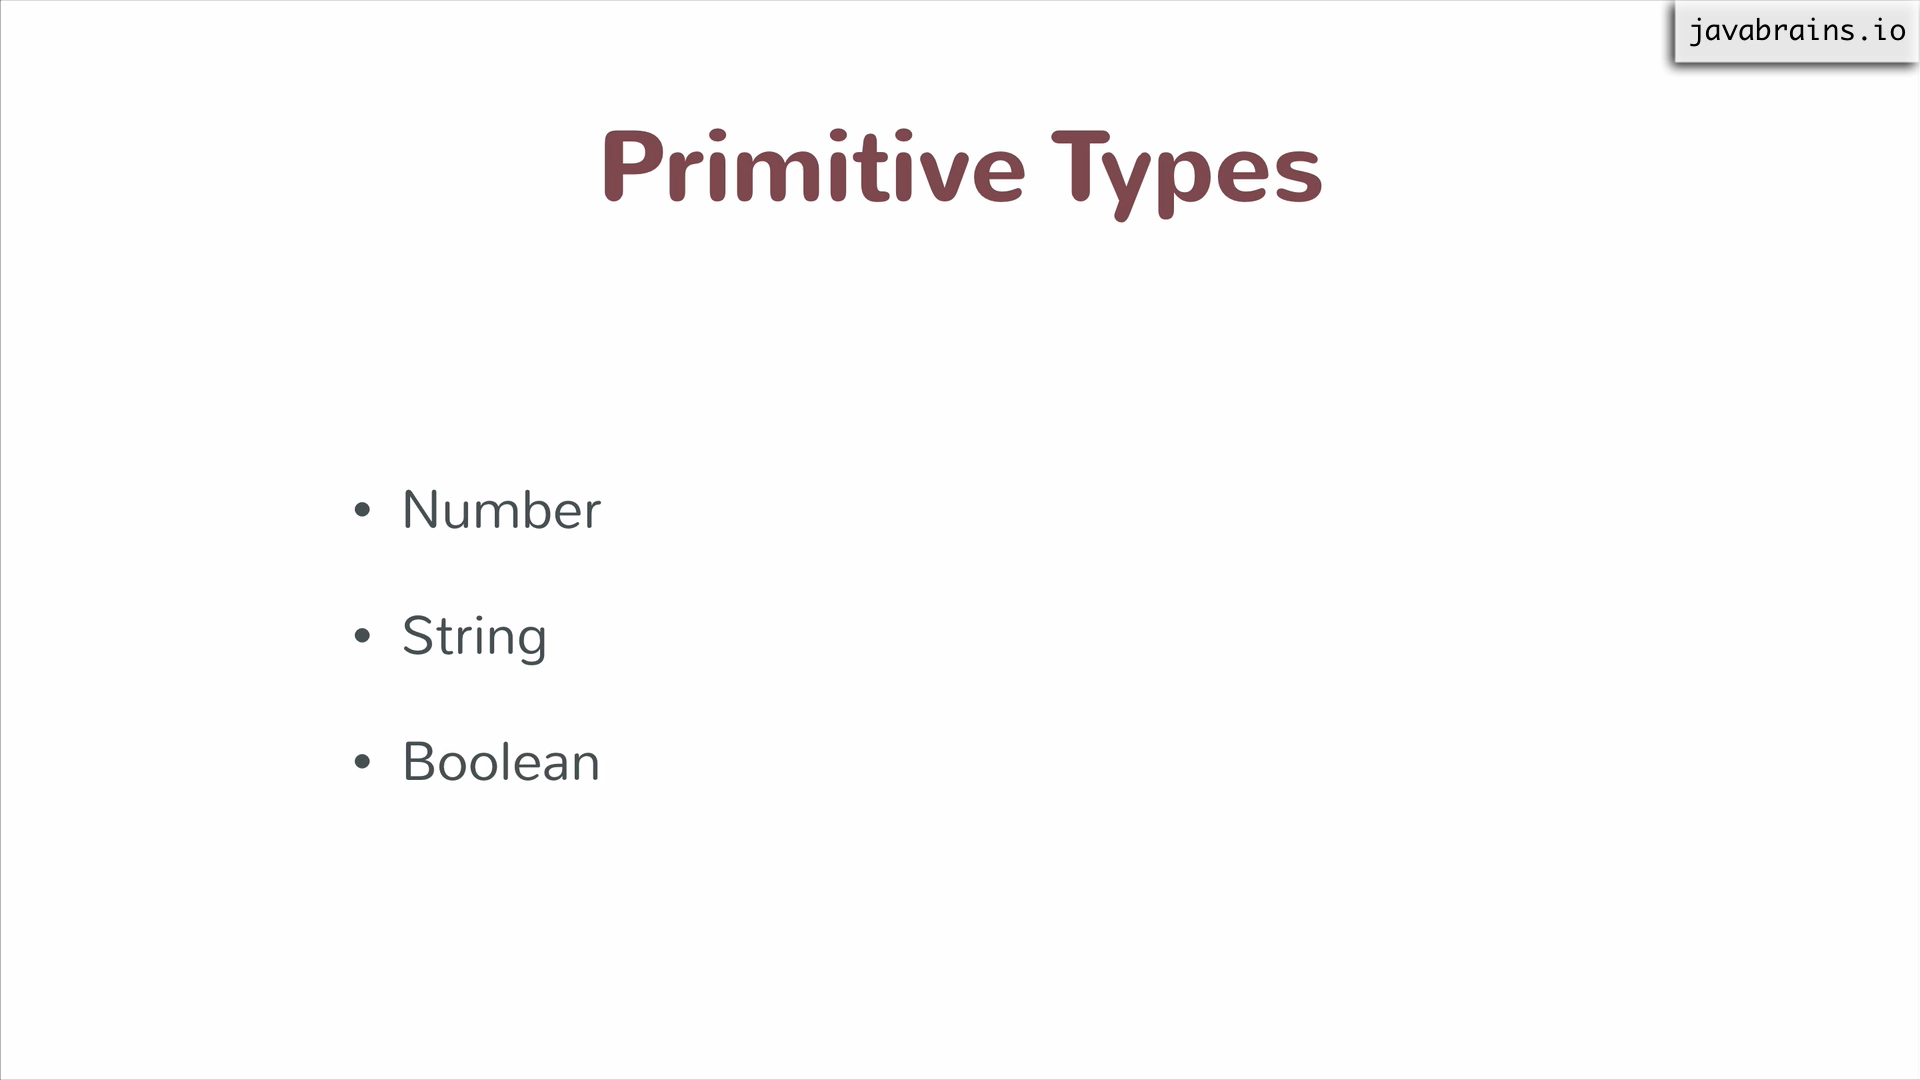 javabrains.io
Primitive Types
• Number
• String
• Boolean